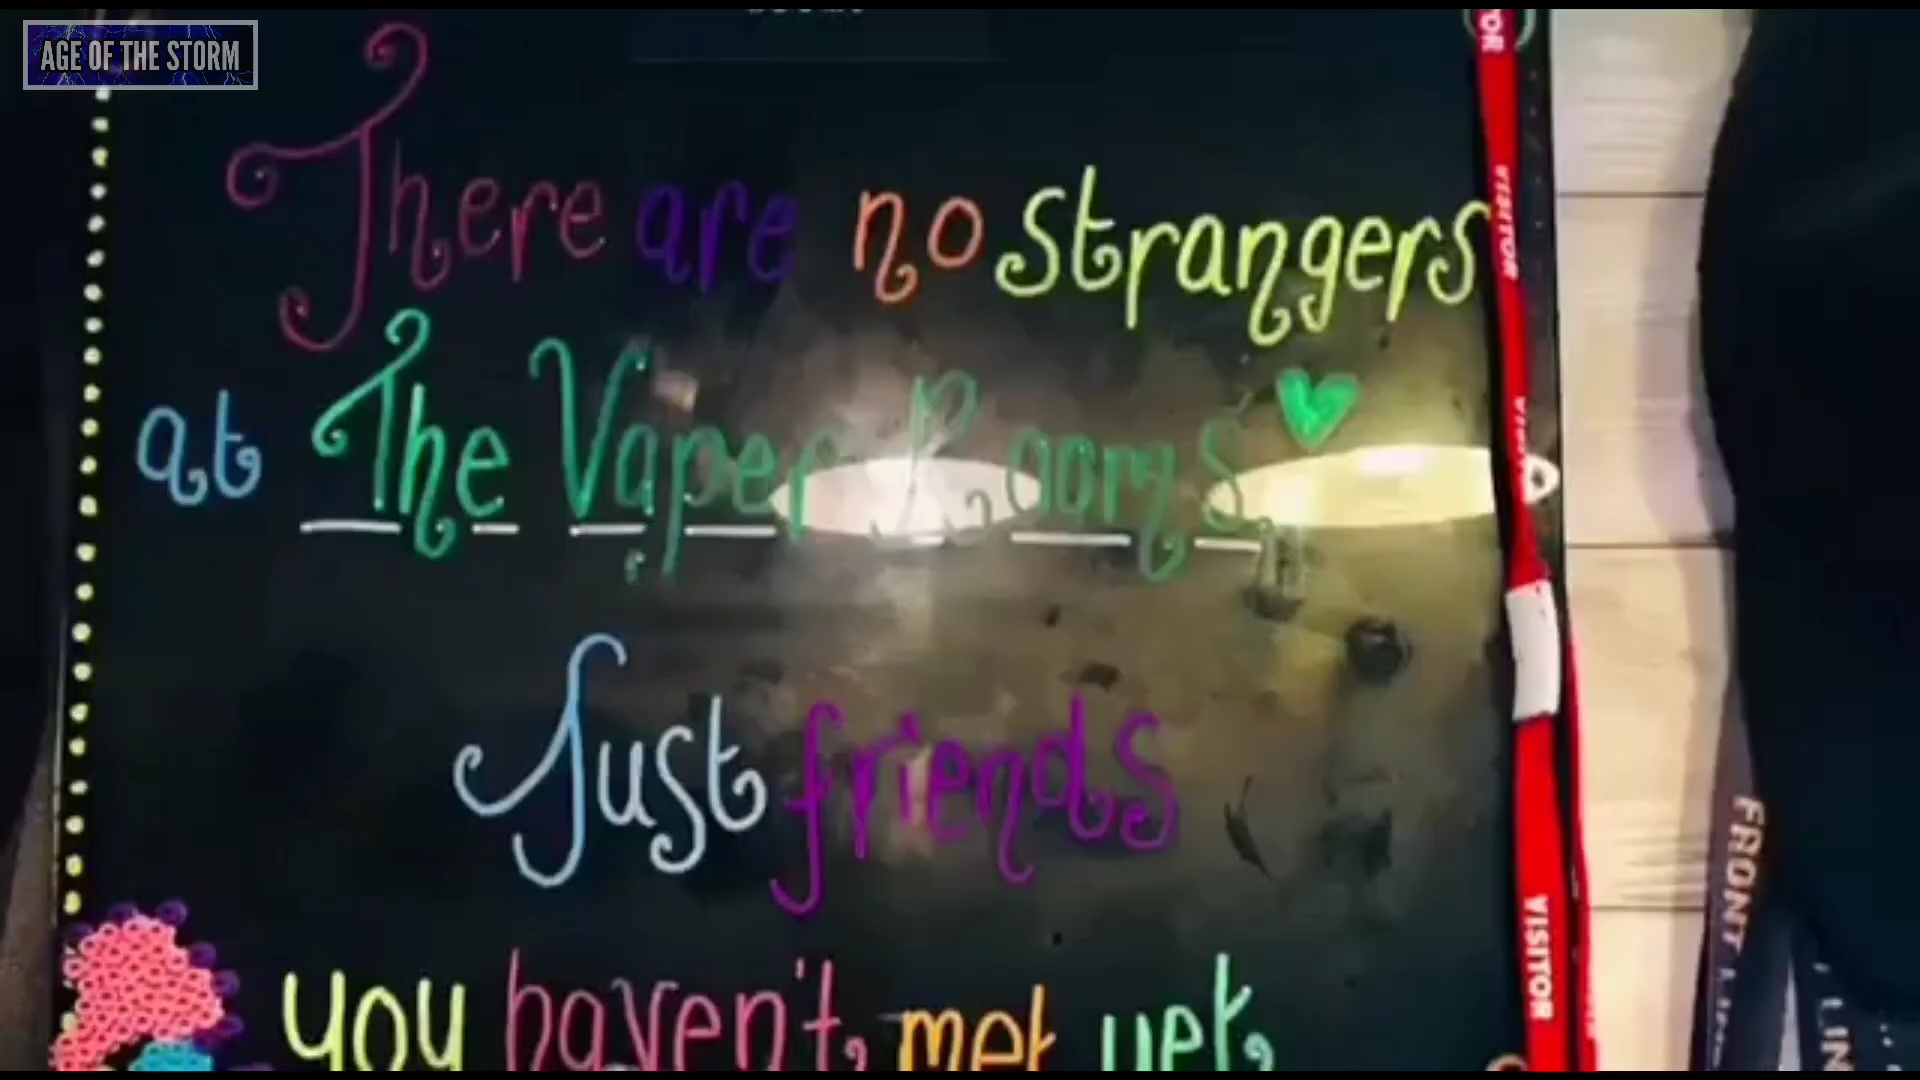 AGE OF THE STORM
There are no strangers
at The Vaper Rooms
Just friends
you haven't met yet
VISITOR
VISITOR
FRONT LINE